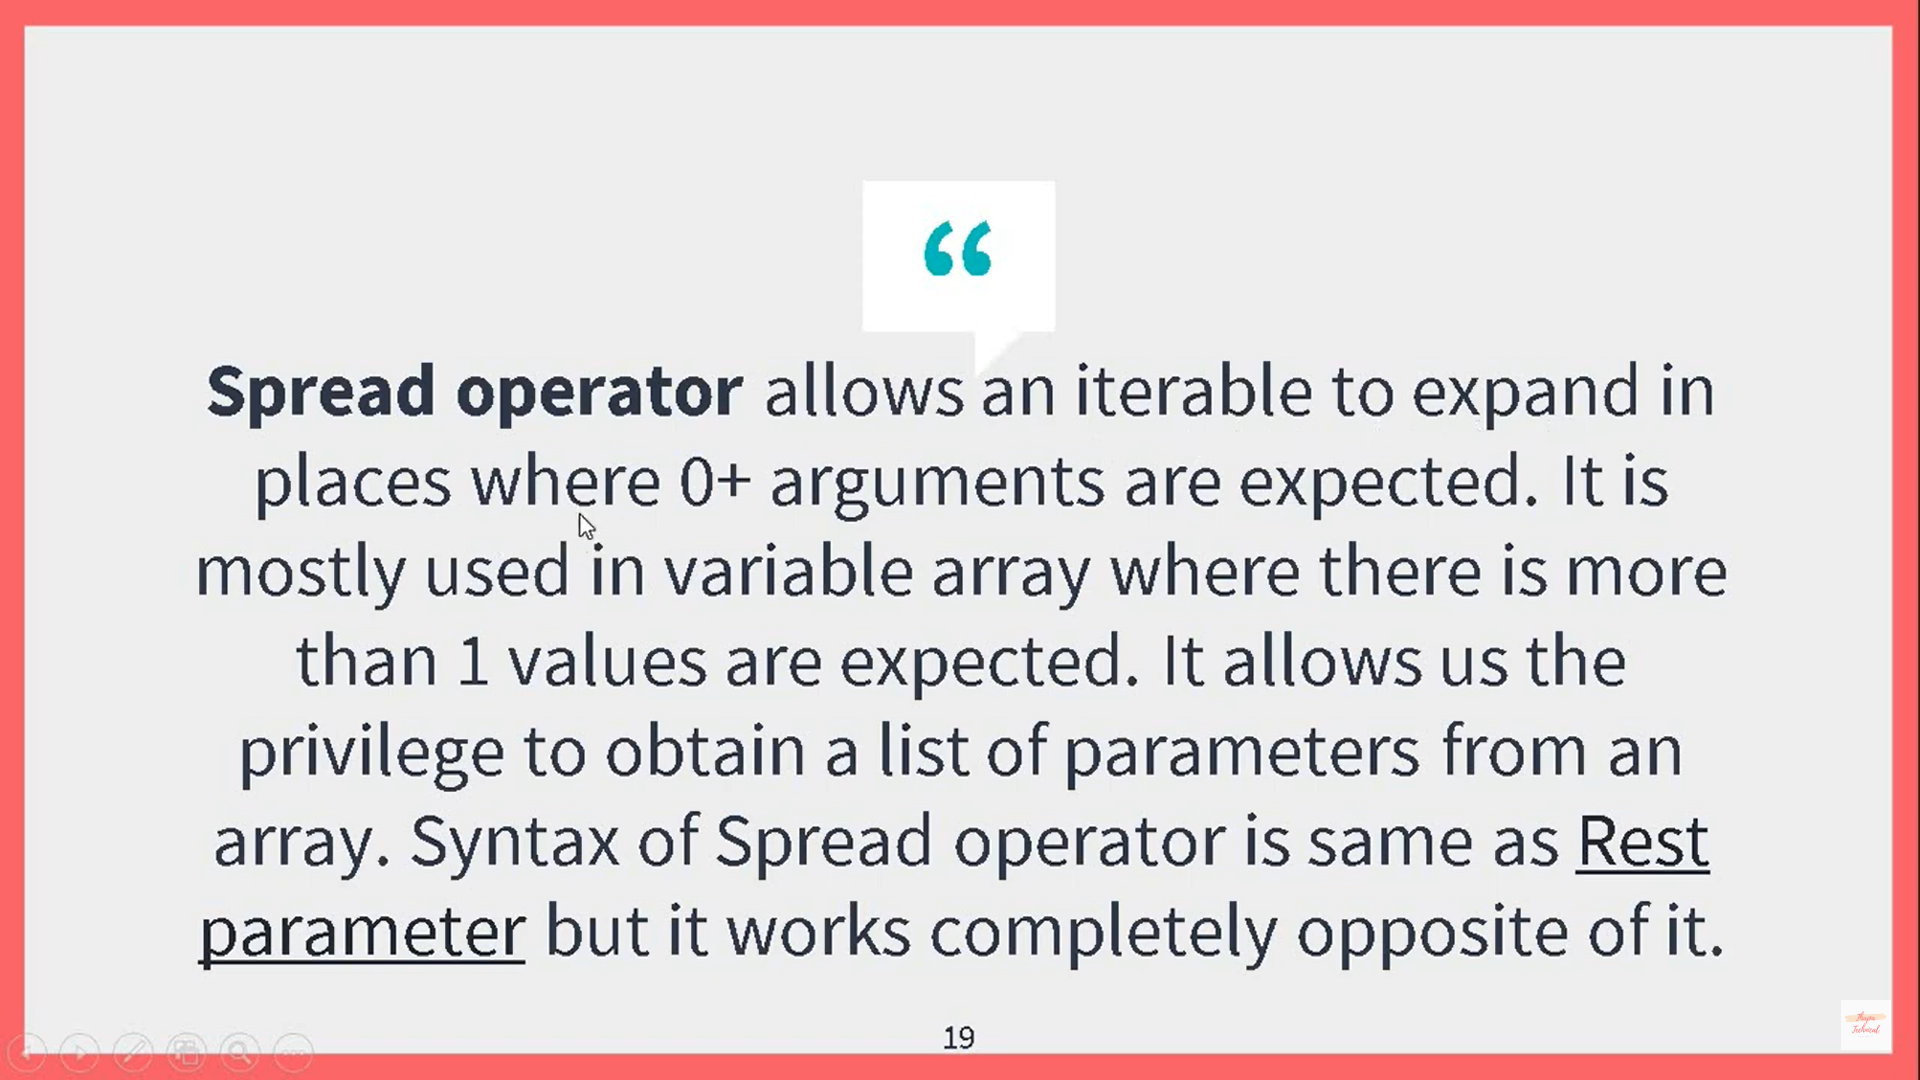 “
Spread operator allows an iterable to expand in
places where 0+ arguments are expected. It is
mostly used in variable array where there is more
than 1 values are expected. It allows us the
privilege to obtain a list of parameters from an
array. Syntax of Spread operator is same as Rest
parameter but it works completely opposite of it.
19
Technical